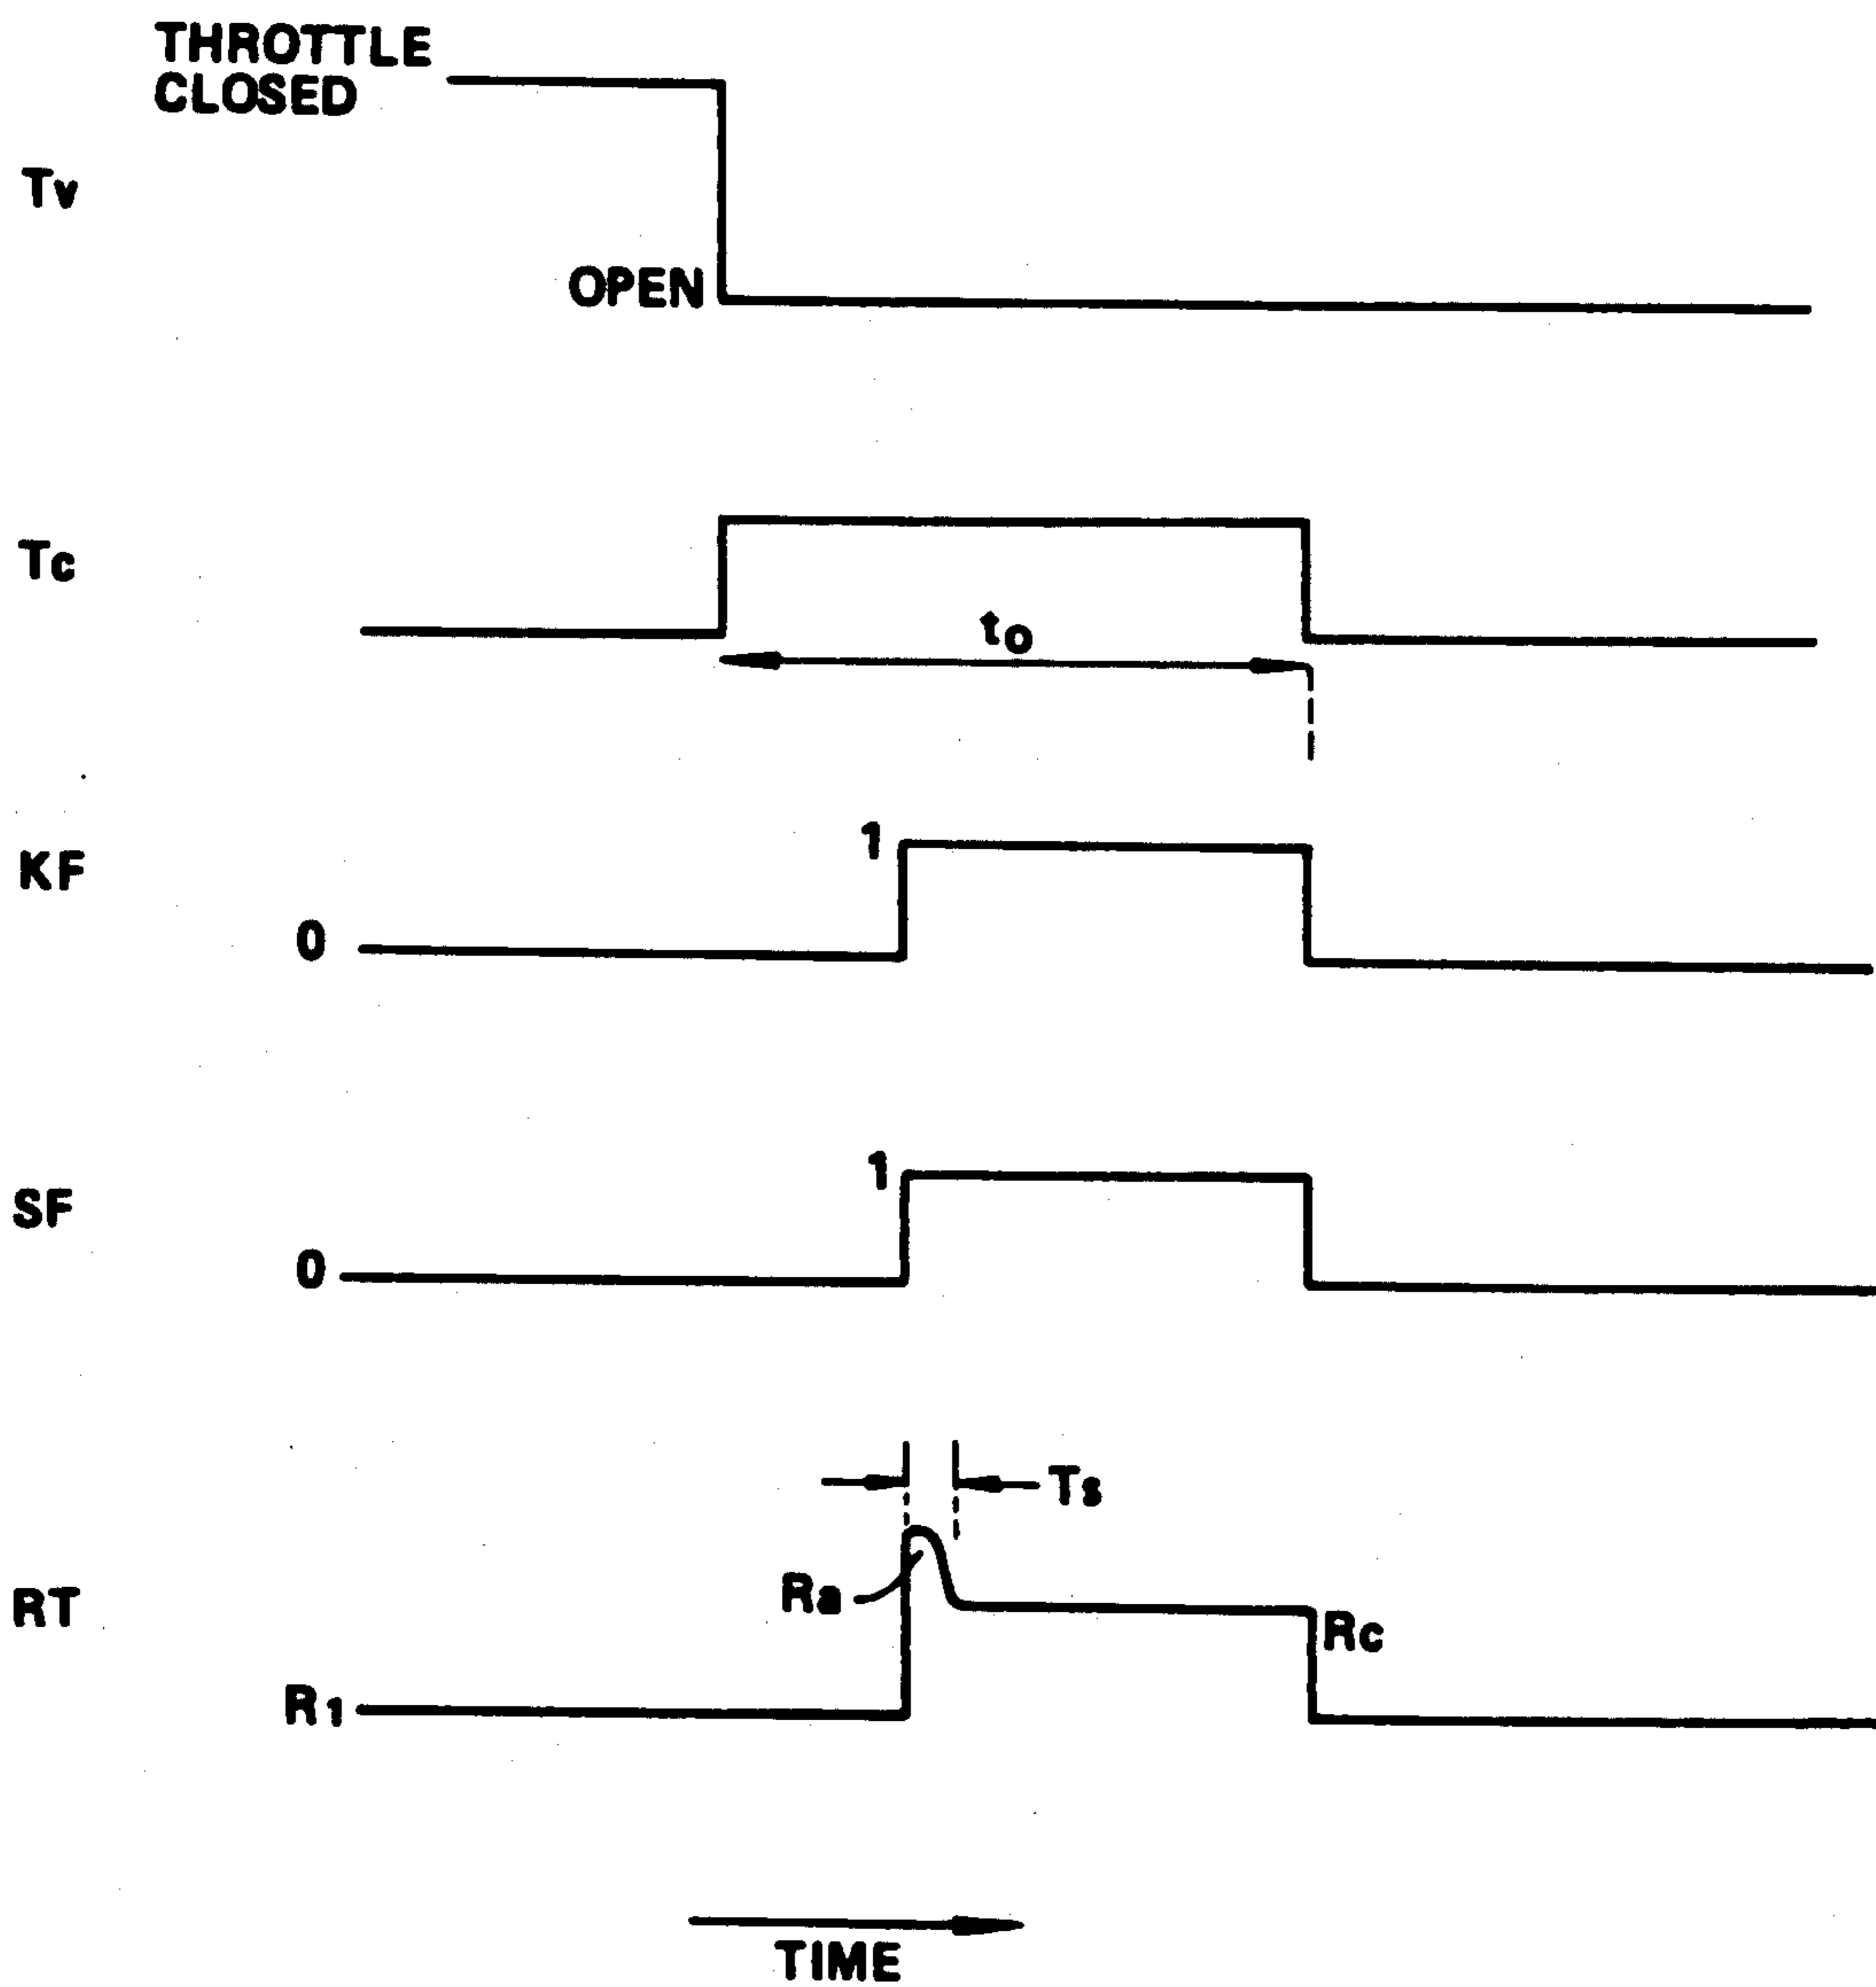 THROTTLE
CLOSED
Tv
OPEN
Tc
to
1
KF
0
1
SF
0
Ts
Ra
RT
Rc
R1
TIME